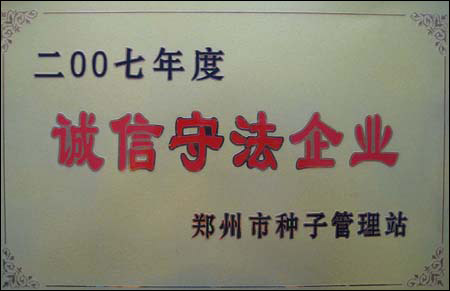 二00七年度
诚信守法企业
郑州市种子管理站